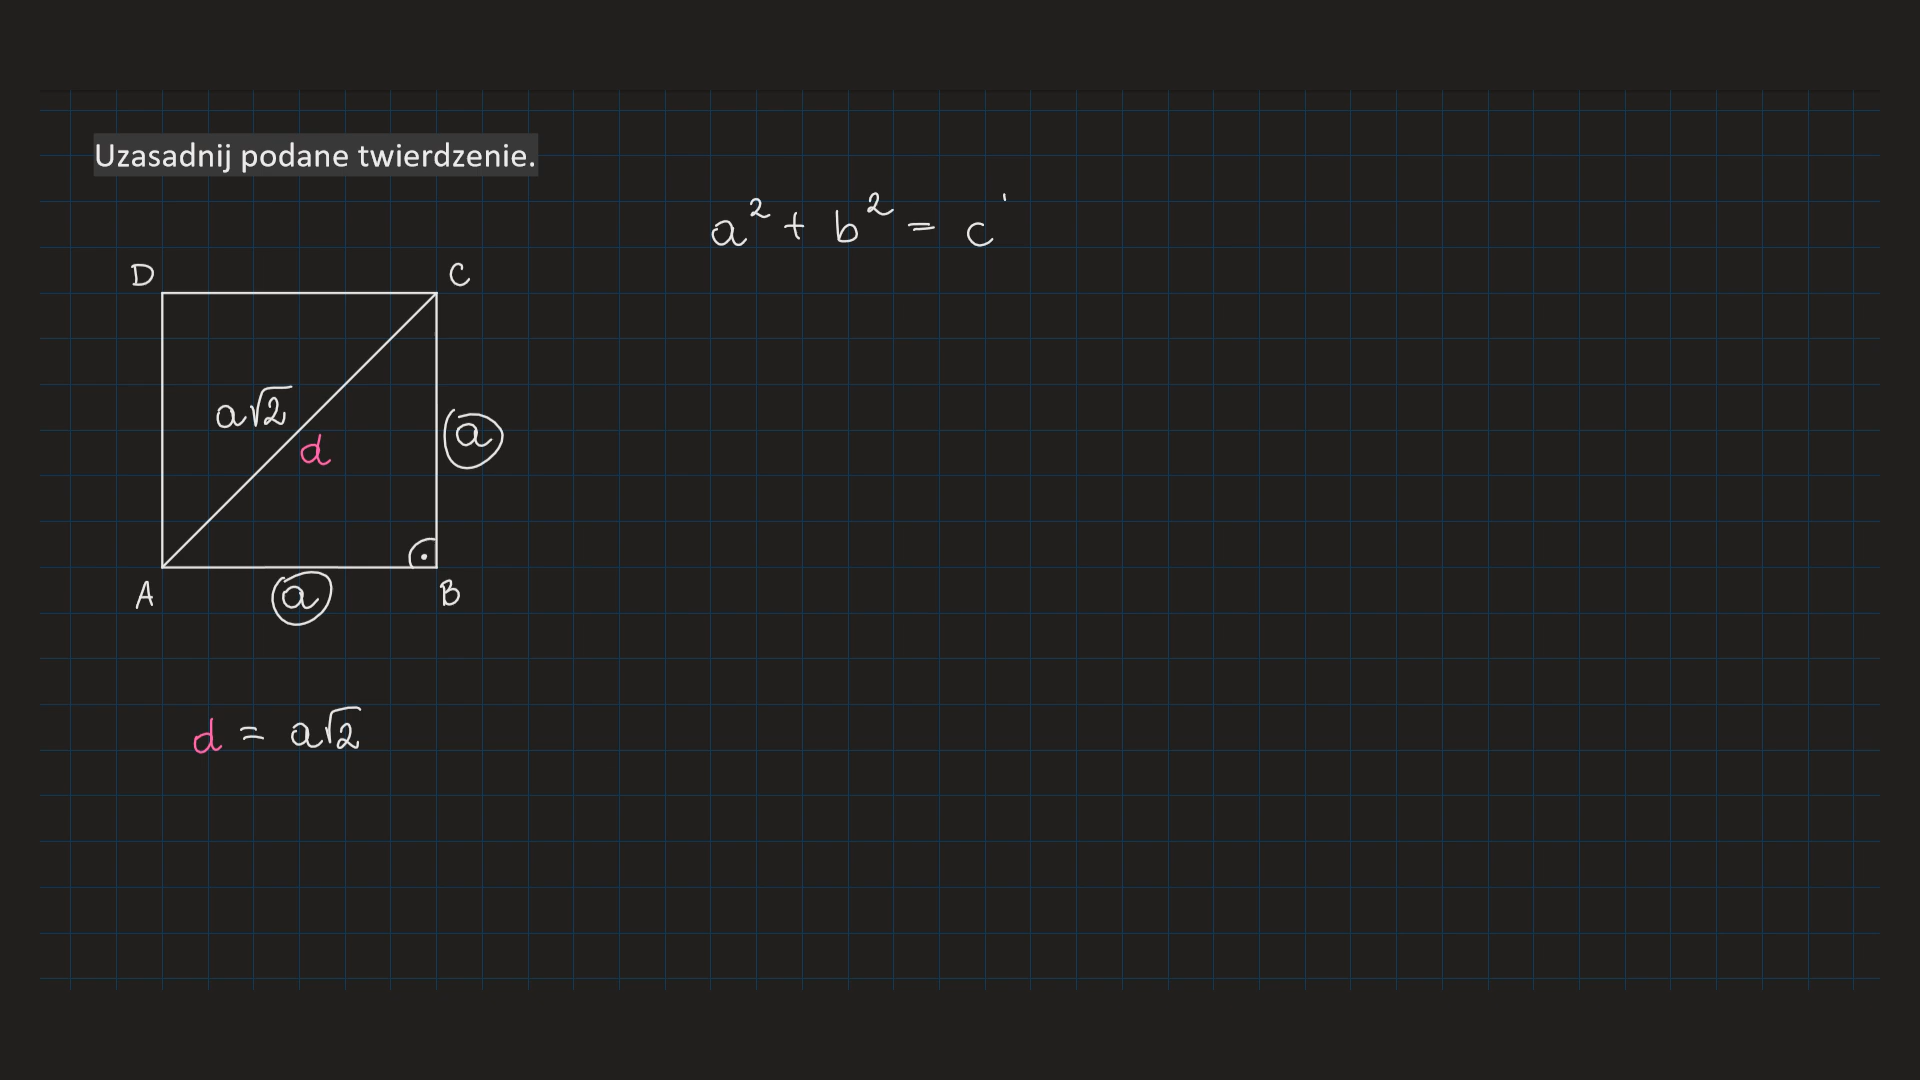 Uzasadnij podane twierdzenie.
a² + b² = c'
D C
a√2
d
a
A a B
d = a√2